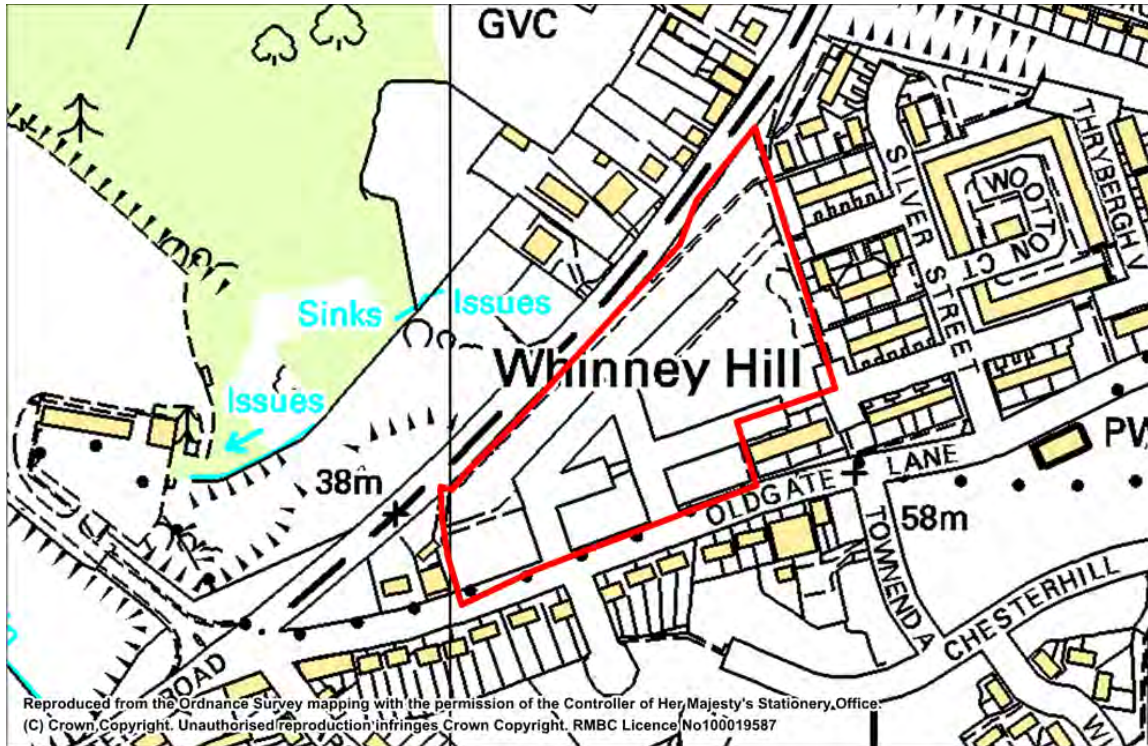 GVC
THRYBERGH V
SILVER STREET
WOOTTON
CT
Sinks
Issues
Whinney Hill
Issues
38m
PW
OLDGATE LANE
58m
TOWNEND A
CHESTERHILL
ROAD
W
Reproduced from the Ordnance Survey mapping with the permission of the Controller of Her Majesty's Stationery Office.
(C) Crown Copyright. Unauthorised reproduction infringes Crown Copyright. RMBC Licence No100019587